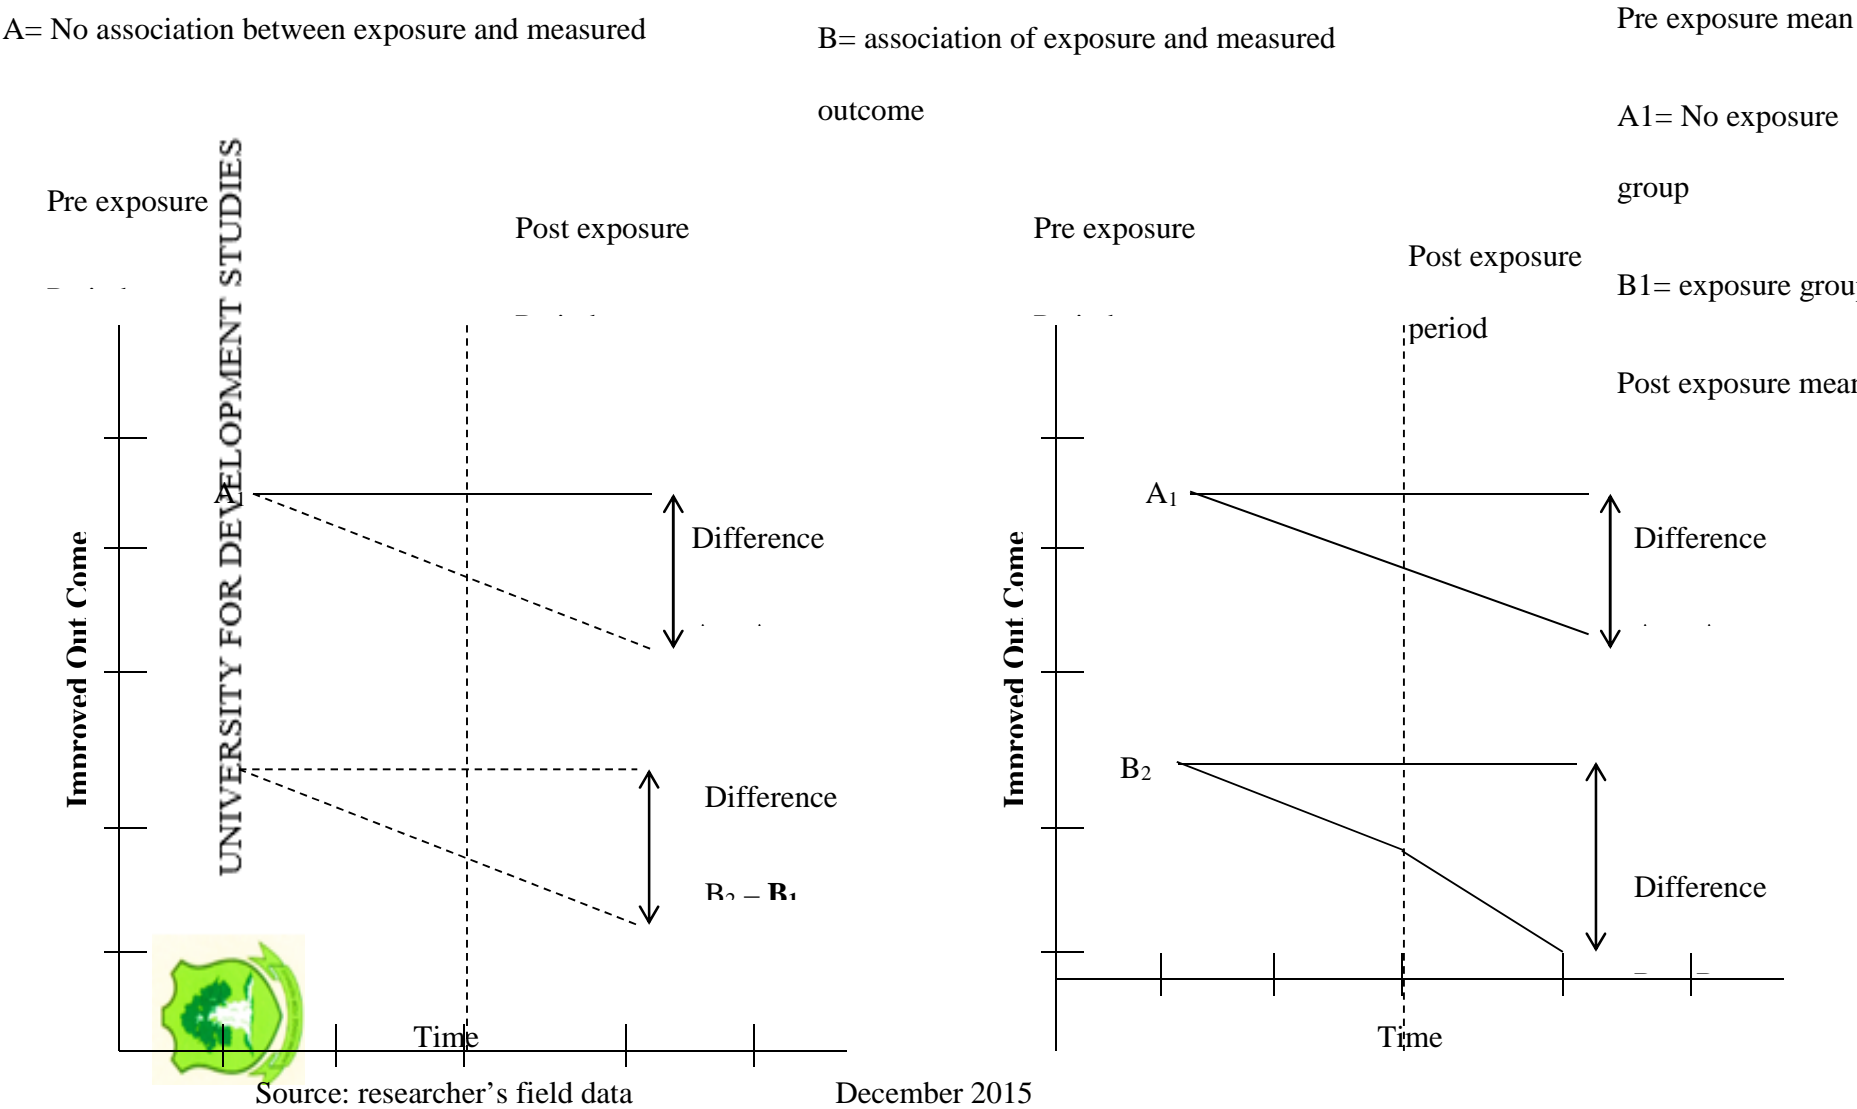 A= No association between exposure and measured
B= association of exposure and measured
outcome
Pre exposure mean
A1= No exposure
group
B1= exposure
Post exposure
UNIVERSITY FOR DEVELOPMENT STUDIES
Pre exposure
Post exposure
A1
Difference
Difference
B2 – B1
Improved Out Come
Time
Pre exposure
Post exposure
period
A1
Difference
B2
Difference
Improved Out Come
Time
Source: researcher’s field data
December 2015